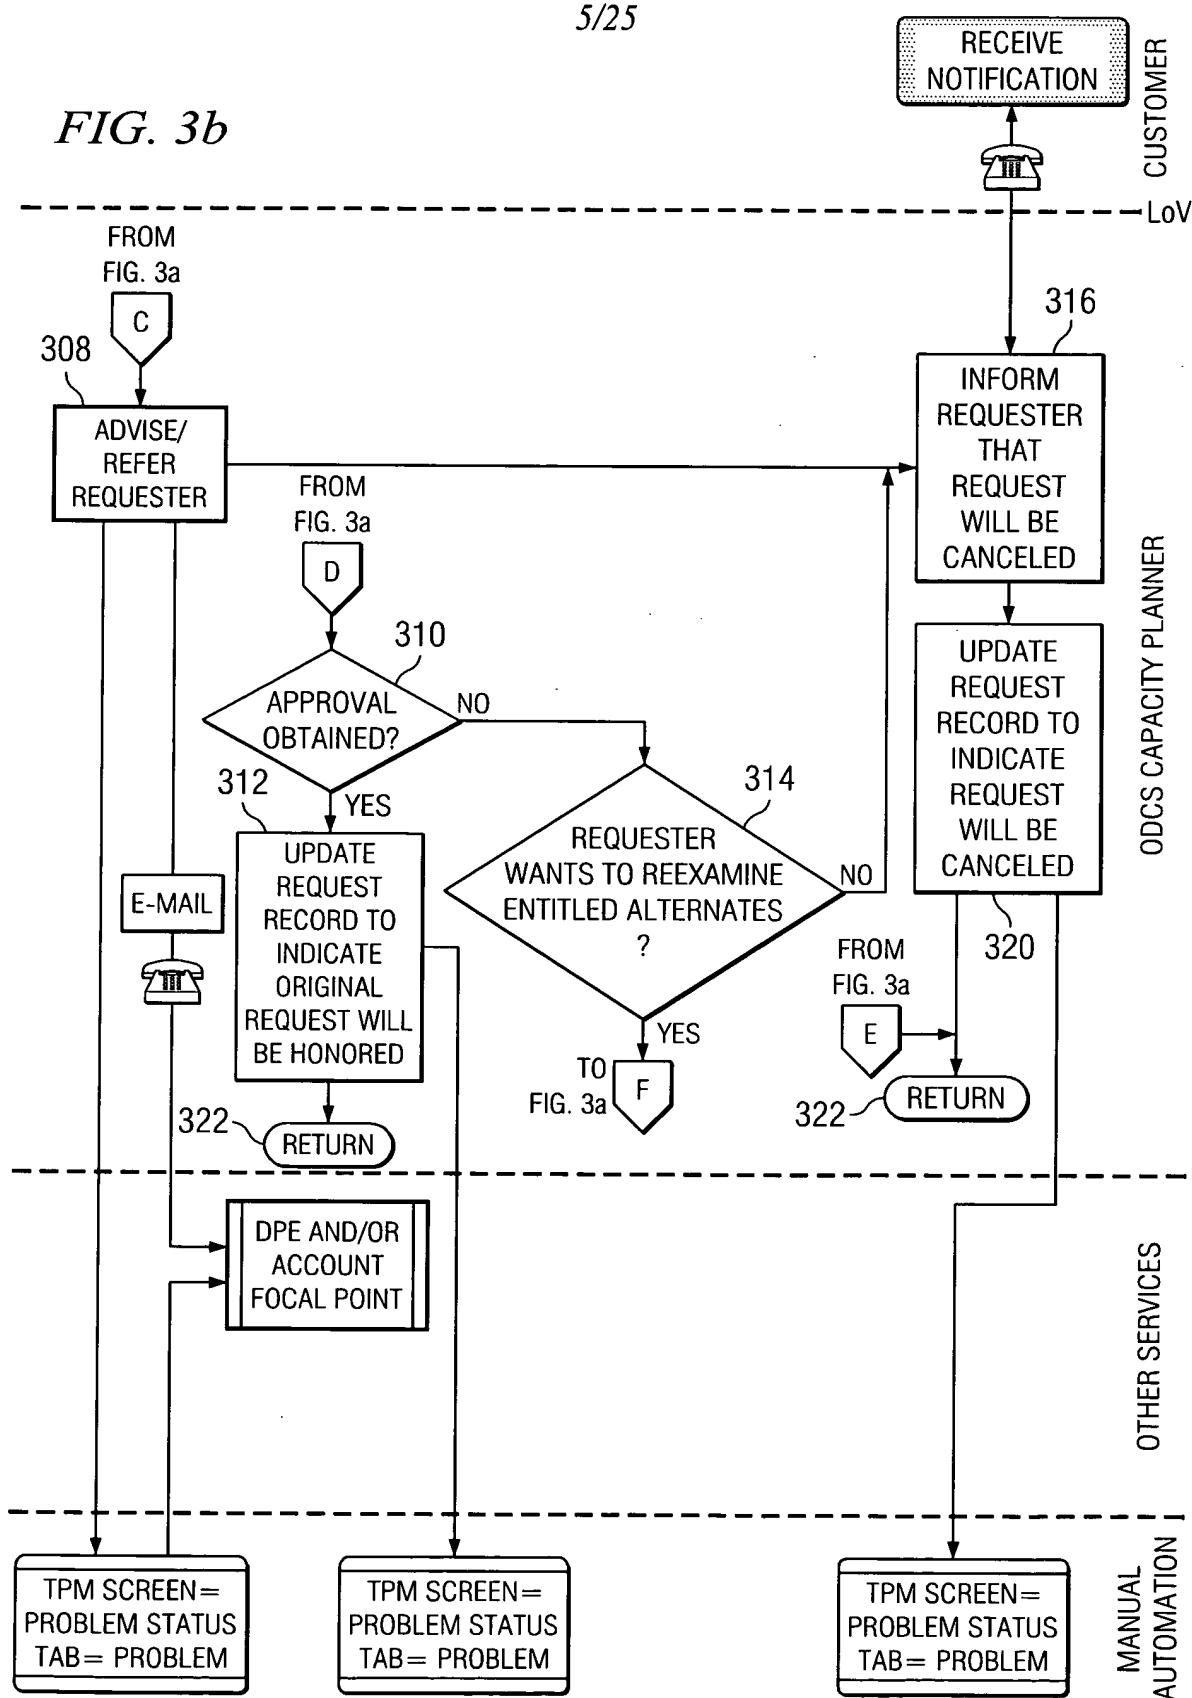 5/25
FIG. 3b
RECEIVE
NOTIFICATION
CUSTOMER
LoV
FROM
FIG. 3a
C
308
ADVISE/
REFER
REQUESTER
316
INFORM
REQUESTER
THAT
REQUEST
WILL BE
CANCELED
FROM
FIG. 3a
D
310
APPROVAL
OBTAINED?
NO
YES
312
UPDATE
REQUEST
RECORD TO
INDICATE
ORIGINAL
REQUEST WILL
BE HONORED
322
RETURN
314
REQUESTER
WANTS TO REEXAMINE
ENTITLED ALTERNATES
?
NO
YES
TO
FIG. 3a
F
UPDATE
REQUEST
RECORD TO
INDICATE
REQUEST
WILL BE
CANCELED
320
FROM
FIG. 3a
E
322
RETURN
ODCS CAPACITY PLANNER
E-MAIL
DPE AND/OR
ACCOUNT
FOCAL POINT
OTHER SERVICES
TPM SCREEN=
PROBLEM STATUS
TAB= PROBLEM
TPM SCREEN=
PROBLEM STATUS
TAB= PROBLEM
TPM SCREEN=
PROBLEM STATUS
TAB= PROBLEM
MANUAL
AUTOMATION